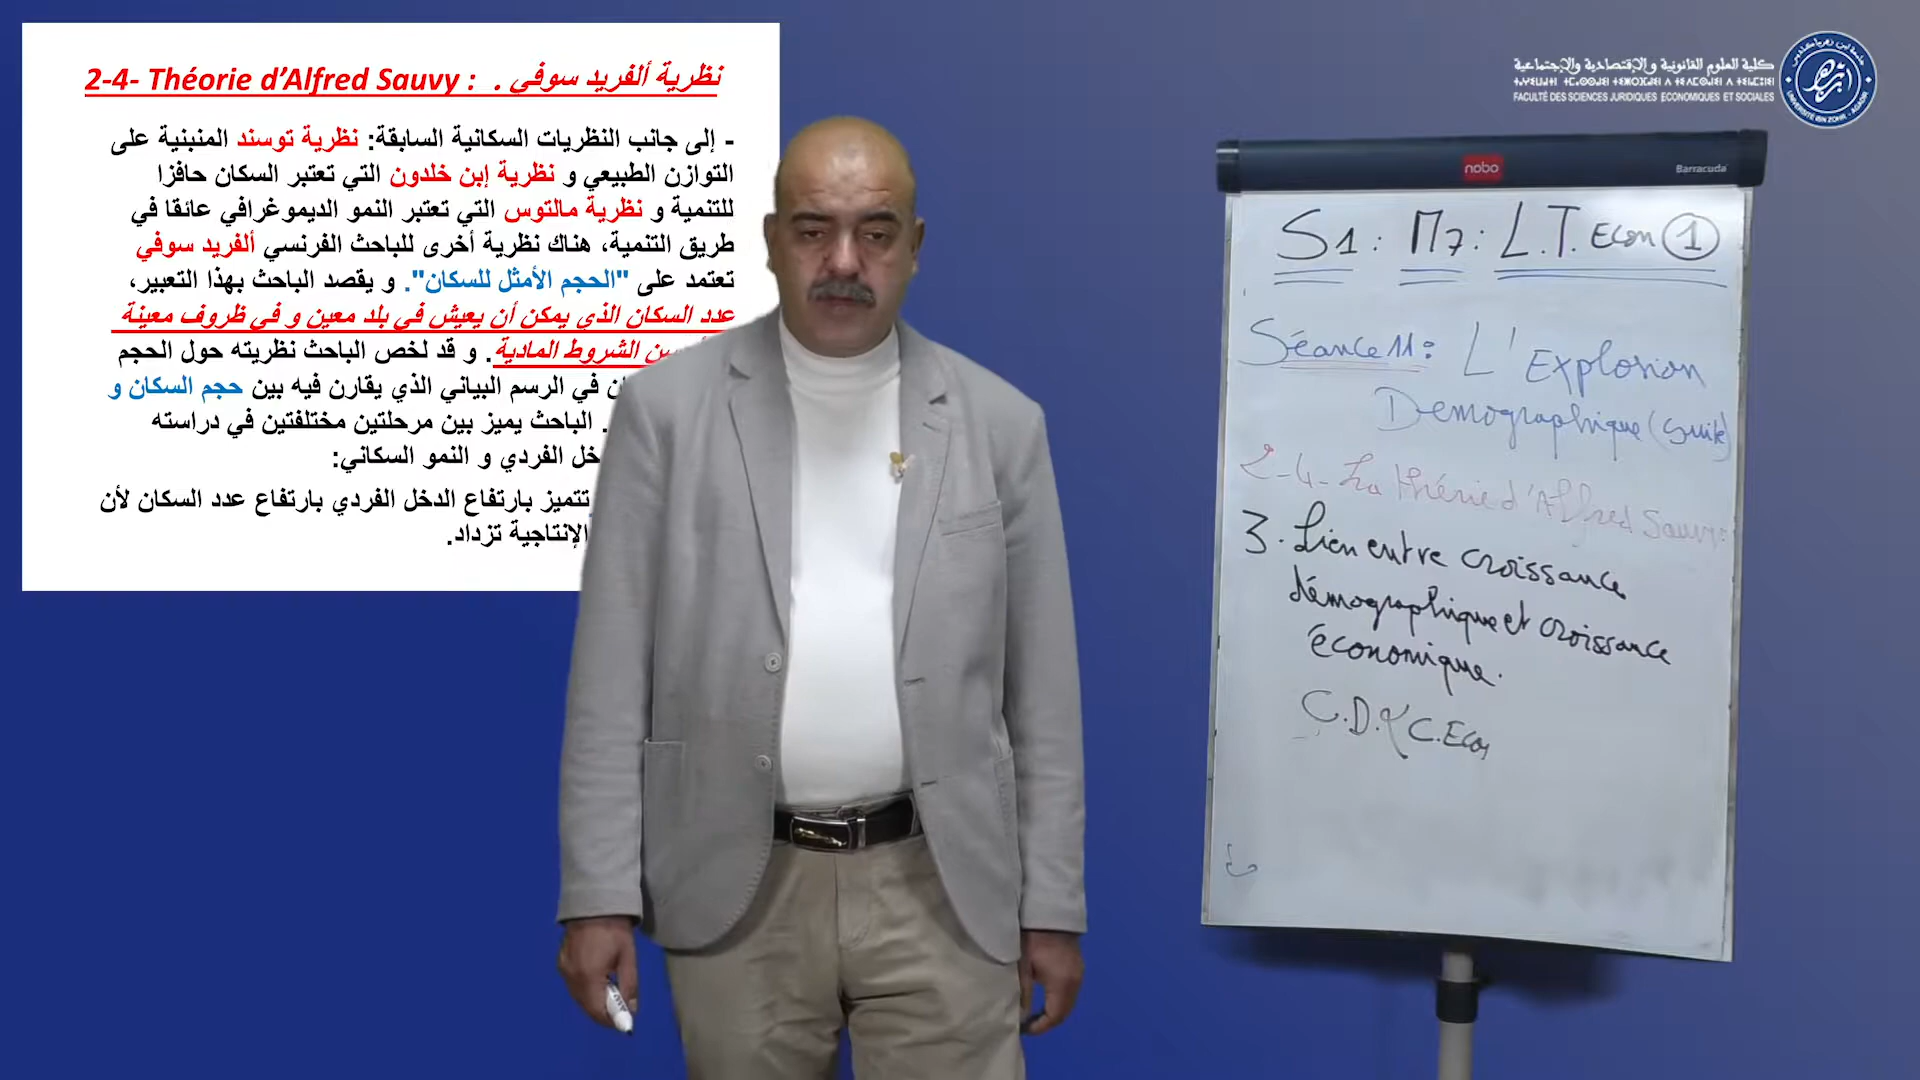 2-4- Théorie d’Alfred Sauvy : . نظرية ألفريد سوفي
- إلى جانب النظريات السكانية السابقة: نظرية توسند المنبنية على
التوازن الطبيعي و نظرية إبن خلدون التي تعتبر السكان حافزا
للتنمية و نظرية مالتوس التي تعتبر النمو الديموغرافي عائقا في
طريق التنمية، هناك نظرية أخرى للباحث الفرنسي ألفريد سوفي
تعتمد على "الحجم الأمثل للسكان". و يقصد الباحث بهذا التعبير،
عدد السكان الذي يمكن أن يعيش في بلد معين و في ظروف معينة
الشروط المادية. و قد لخص الباحث نظريته حول الحجم
في الرسم البياني الذي يقارن فيه بين حجم السكان و
. الباحث يميز بين مرحلتين مختلفتين في دراسته
الفردي و النمو السكاني:
تتميز بارتفاع الدخل الفردي بارتفاع عدد السكان لأن
الإنتاجية تزداد.
كلية العلوم القانونية والإقتصادية والإجتماعية
FACULTÉ DES SCIENCES JURIDIQUES ECONOMIQUES ET SOCIALES
UNIVERSITÉ IBN ZOHR - AGADIR
nobo
Barracuda
S1 : M7 : L.T. Econ 1
Séance 11 : L'Explosion
Démographique (suite)
2-4- La théorie d'Alfred Sauvy :
3. Lien entre croissance
démographique et croissance
économique.
C.D. & C.Eco